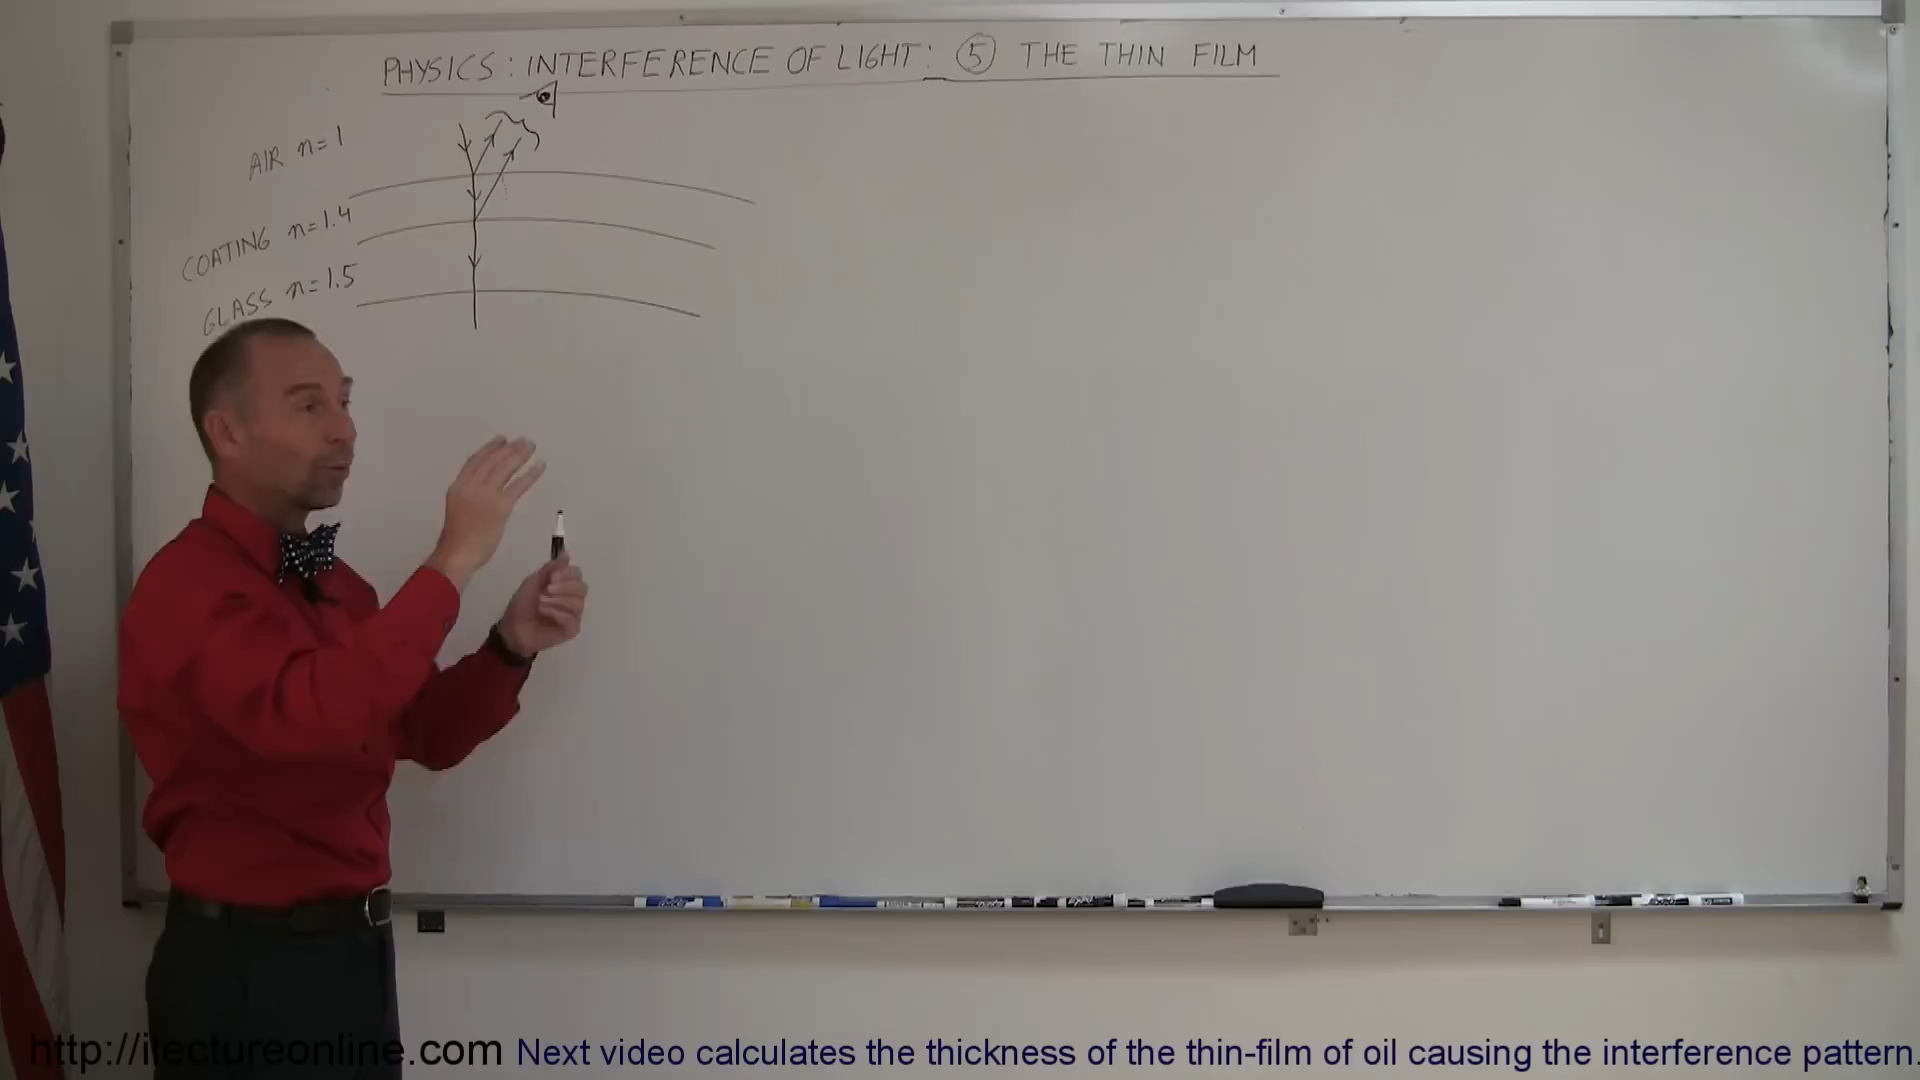 PHYSICS: INTERFERENCE OF LIGHT: ⑤ THE THIN FILM
AIR n=1
COATING n=1.4
GLASS n=1.5
http://ilectureonline.com Next video calculates the thickness of the thin-film of oil causing the interference pattern.